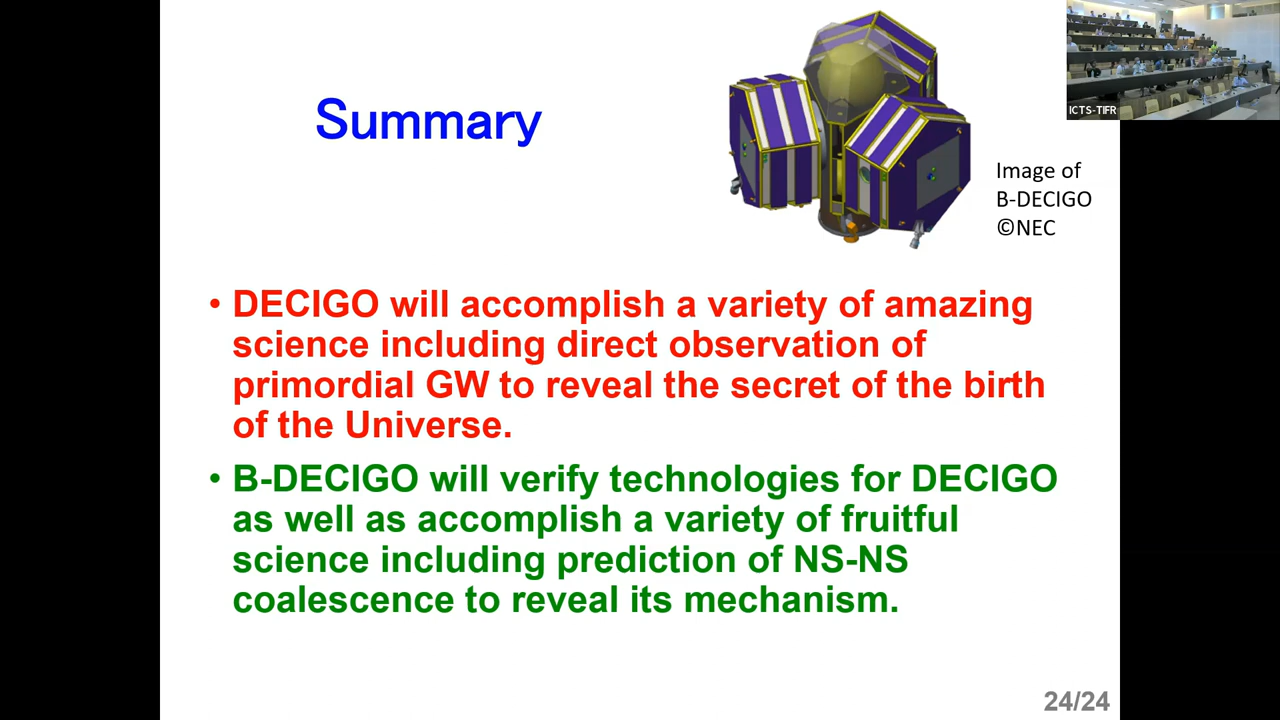 Summary
ICTS-TIFR
Image of
B-DECIGO
©NEC
• DECIGO will accomplish a variety of amazing
science including direct observation of
primordial GW to reveal the secret of the birth
of the Universe.
• B-DECIGO will verify technologies for DECIGO
as well as accomplish a variety of fruitful
science including prediction of NS-NS
coalescence to reveal its mechanism.
24/24